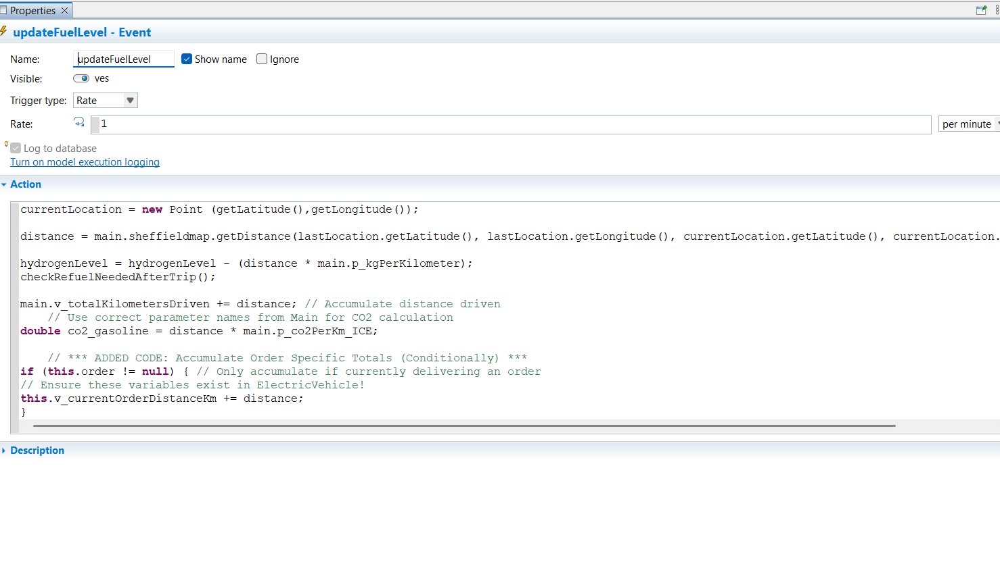 Properties
updateFuelLevel - Event
Name: updateFuelLevel Show name Ignore
Visible: yes
Trigger type: Rate
Rate: 1 per minute
Log to database
Turn on model execution logging
Action
currentLocation = new Point (getLatitude(),getLongitude());
distance = main.sheffieldmap.getDistance(lastLocation.getLatitude(), lastLocation.getLongitude(), currentLocation.getLatitude(), currentLocation.
hydrogenLevel = hydrogenLevel - (distance * main.p_kgPerKilometer);
checkRefuelNeededAfterTrip();
main.v_totalKilometersDriven += distance; // Accumulate distance driven
// Use correct parameter names from Main for CO2 calculation
double co2_gasoline = distance * main.p_co2PerKm_ICE;
// *** ADDED CODE: Accumulate Order Specific Totals (Conditionally) ***
if (this.order != null) { // Only accumulate if currently delivering an order
// Ensure these variables exist in ElectricVehicle!
this.v_currentOrderDistanceKm += distance;
}
Description